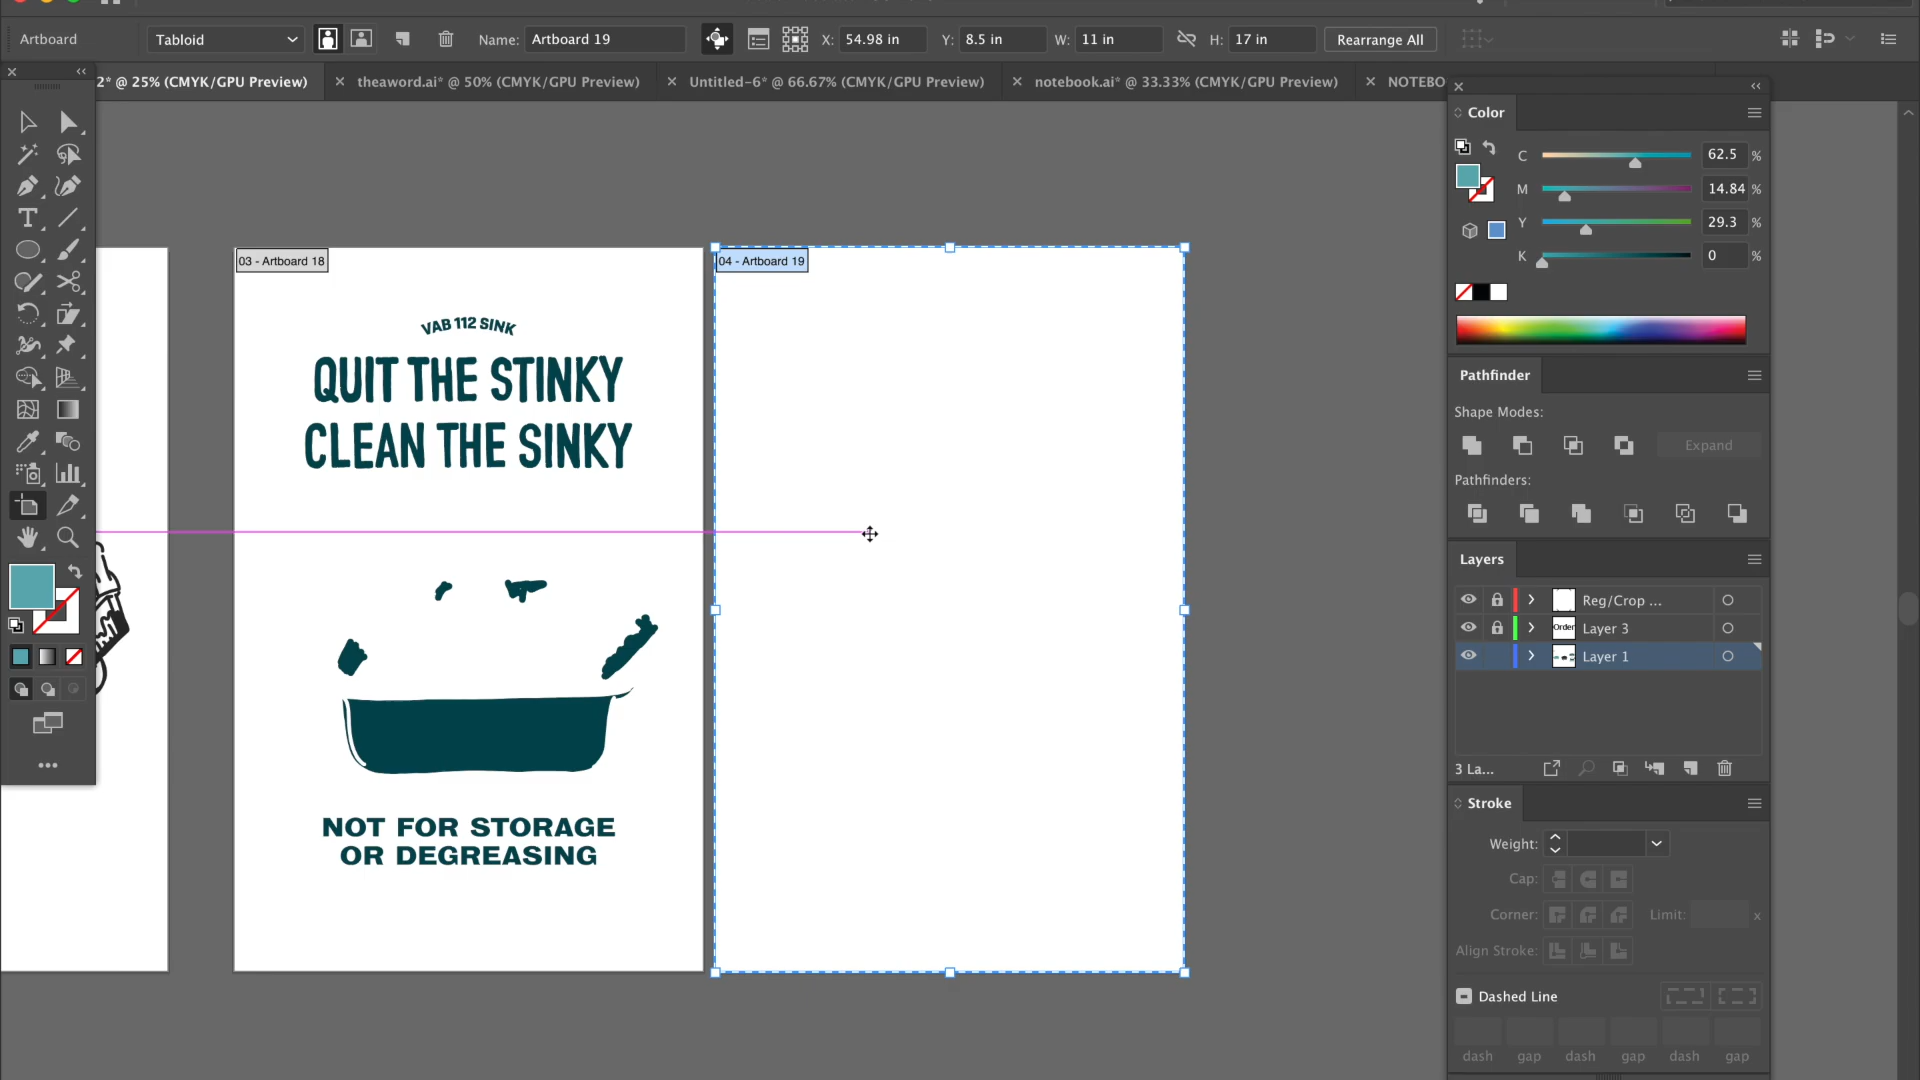 Artboard
Tabloid
Name:
Artboard 19
X:
54.98 in
Y:
8.5 in
W:
11 in
H:
17 in
Rearrange All
2* @ 25% (CMYK/GPU Preview)
theaword.ai* @ 50% (CMYK/GPU Preview)
Untitled-6* @ 66.67% (CMYK/GPU Preview)
notebook.ai* @ 33.33% (CMYK/GPU Preview)
NOTEBO
03 - Artboard 18
04 - Artboard 19
VAB 112 SINK
QUIT THE STINKY
CLEAN THE SINKY
NOT FOR STORAGE
OR DEGREASING
Color
C
62.5
%
M
14.84
%
Y
29.3
%
K
0
%
Pathfinder
Shape Modes:
Expand
Pathfinders:
Layers
Reg/Crop ...
Order
Layer 3
Layer 1
3 La...
Stroke
Weight:
Cap:
Corner:
Limit:
x
Align Stroke:
Dashed Line
dash
gap
dash
gap
dash
gap